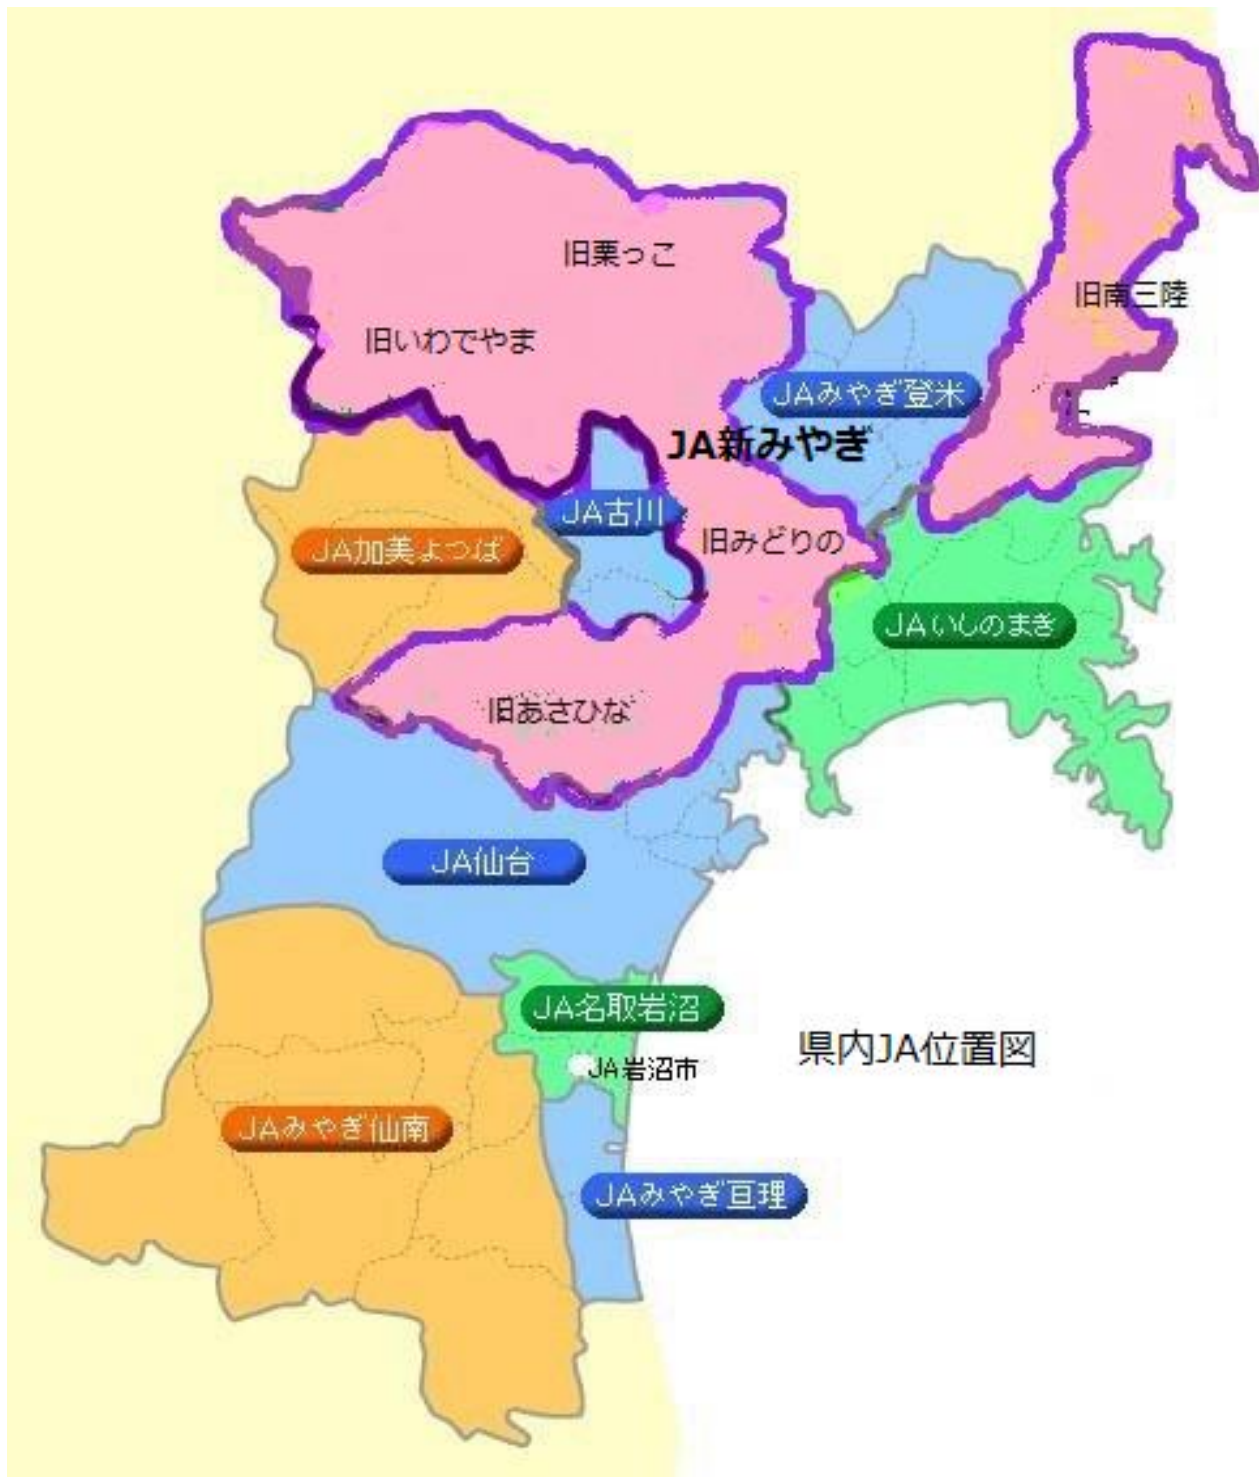 旧栗っこ
旧南三陸
旧いわでやま
JAみやぎ登米
JA新みやぎ
JA古川
旧みどりの
JA加美よつば
JAいしのまき
旧あさひな
JA仙台
JA名取岩沼
県内JA位置図
JA岩沼市
JAみやぎ仙南
JAみやぎ亘理